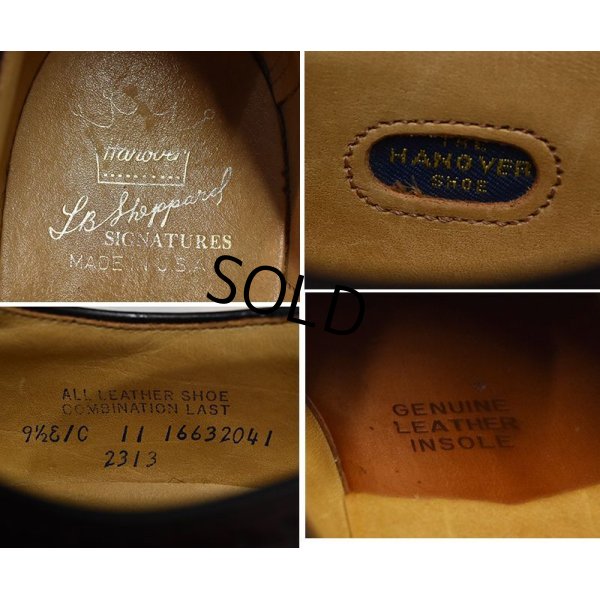 Hanover
LB Sheppard
SIGNATURES
MADE IN U.S.A.
THE
HANOVER
SHOE
SOLD
ALL LEATHER SHOE
COMBINATION LAST
9½E/C 11 16632041
2313
GENUINE
LEATHER
INSOLE